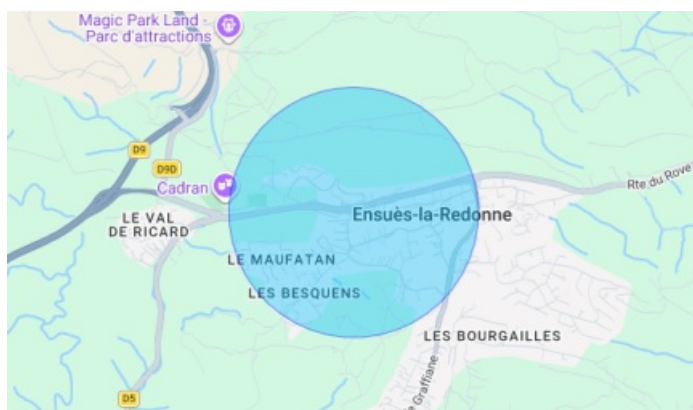 Magic Park Land -
Parc d'attractions
D9
D9D
Cadran
Rte du Rove
Ensuès-la-Redonne
LE VAL
DE RICARD
LE MAUFATAN
LES BESQUENS
LES BOURGAILLES
D5
Graffiane